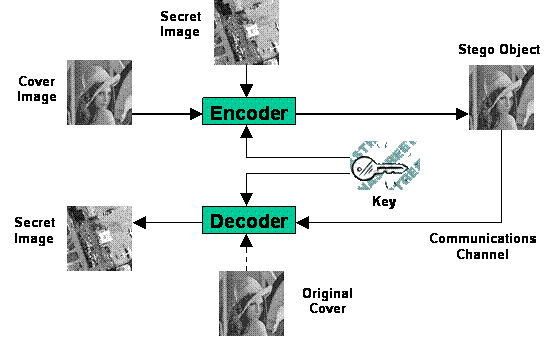 Secret
Image
Stego Object
Cover
Image
Encoder
Key
Secret
Image
Decoder
Communications
Channel
Original
Cover